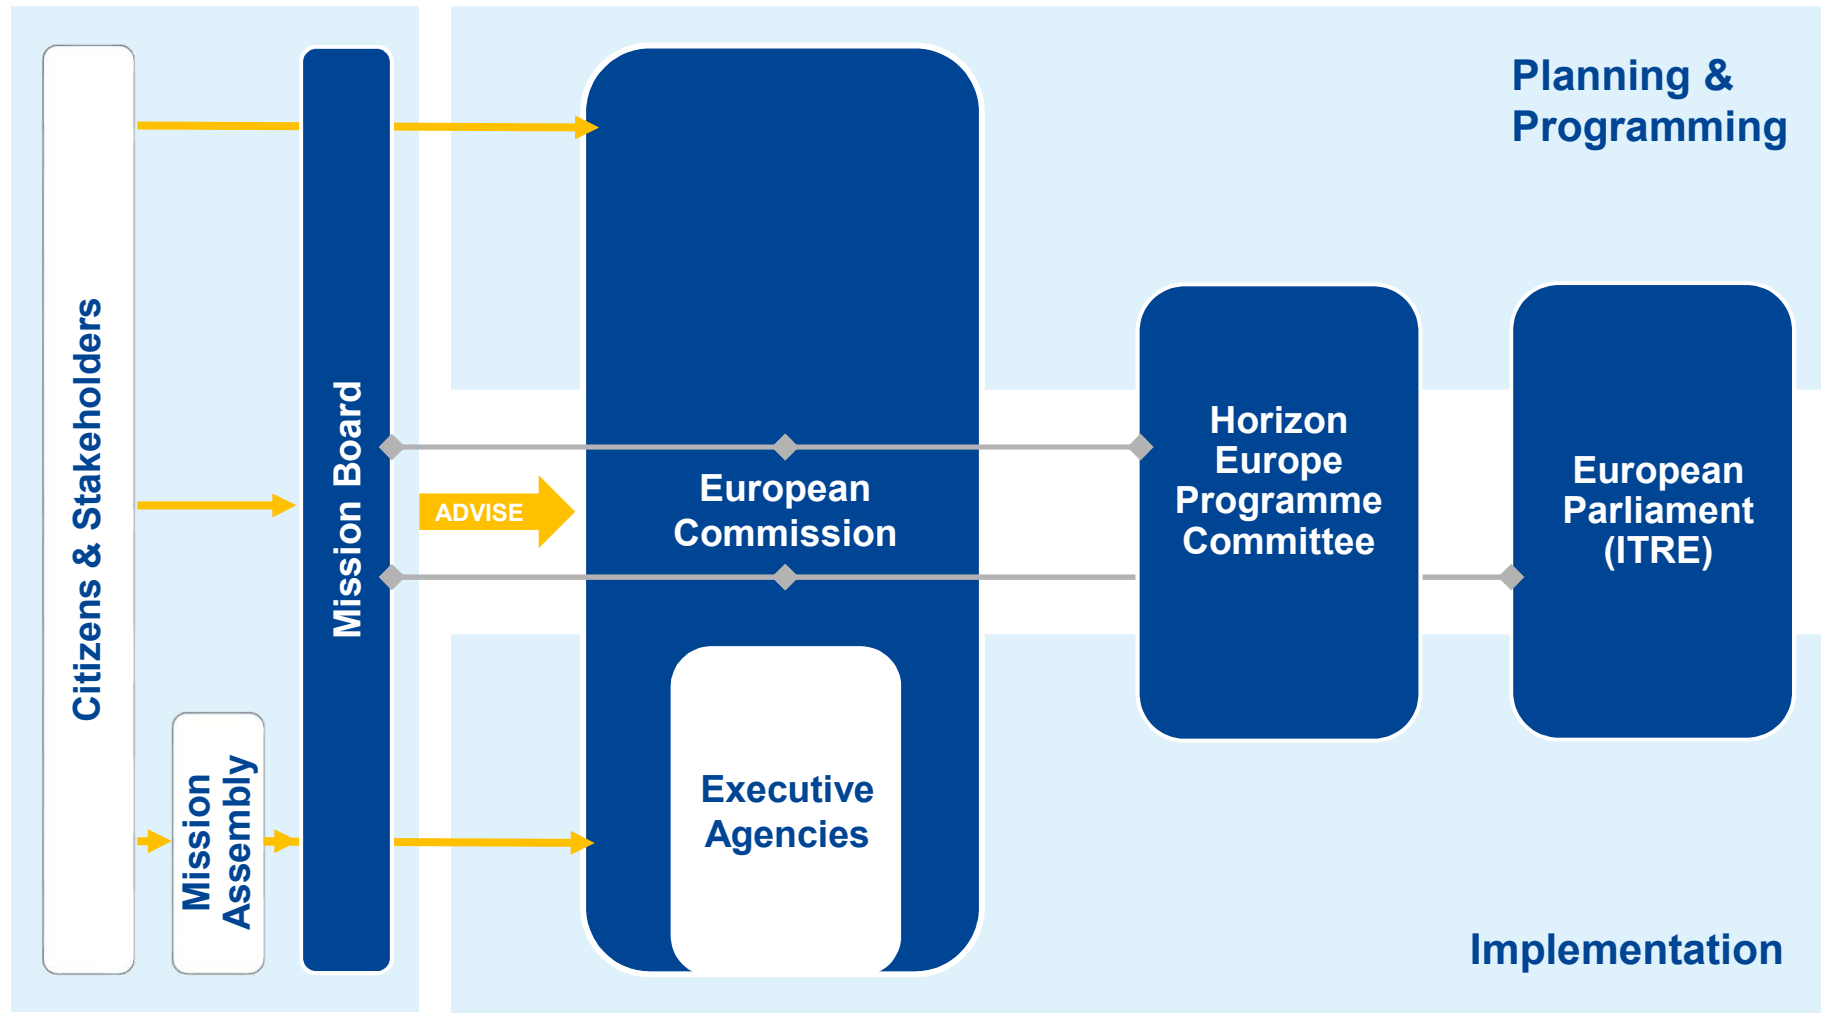 Citizens & Stakeholders
Mission
Assembly
Mission Board
ADVISE
European
Commission
Executive
Agencies
Horizon
Europe
Programme
Committee
European
Parliament
(ITRE)
Planning &
Programming
Implementation